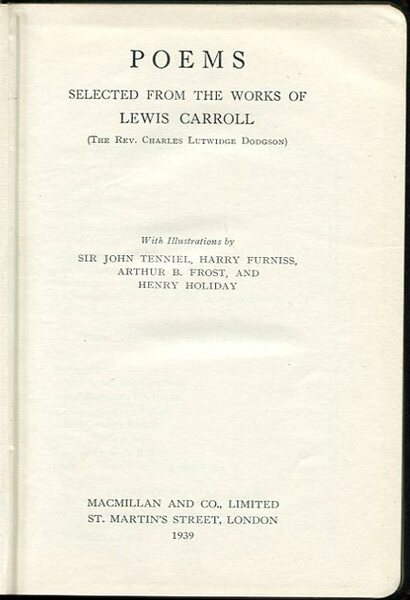 POEMS
SELECTED FROM THE WORKS OF
LEWIS CARROLL
(THE REV. CHARLES LUTWIDGE DODGSON)
With Illustrations by
SIR JOHN TENNIEL, HARRY FURNISS,
ARTHUR B. FROST, AND
HENRY HOLIDAY
MACMILLAN AND CO., LIMITED
ST. MARTIN'S STREET, LONDON
1939